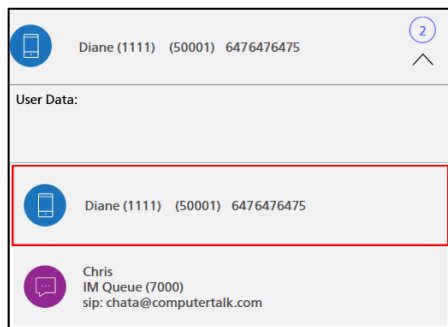 Diane (1111) (50001) 6476476475
2
User Data:
Diane (1111) (50001) 6476476475
Chris
IM Queue (7000)
sip: chata@computertalk.com